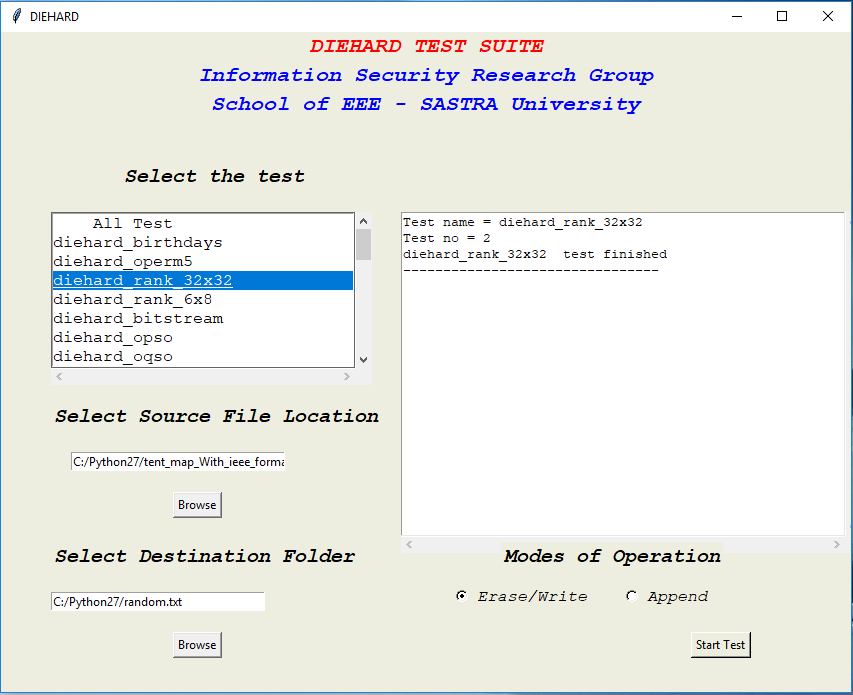 DIEHARD
DIEHARD TEST SUITE
Information Security Research Group
School of EEE - SASTRA University
Select the test
All Test
diehard_birthdays
diehard_operm5
diehard_rank_32x32
diehard_rank_6x8
diehard_bitstream
diehard_opso
diehard_oqso
Test name = diehard_rank_32x32
Test no = 2
diehard_rank_32x32  test finished
--------------------------------
Select Source File Location
C:/Python27/tent_map_With_ieee_forma
Browse
Select Destination Folder
C:/Python27/random.txt
Browse
Modes of Operation
Erase/Write
Append
Start Test